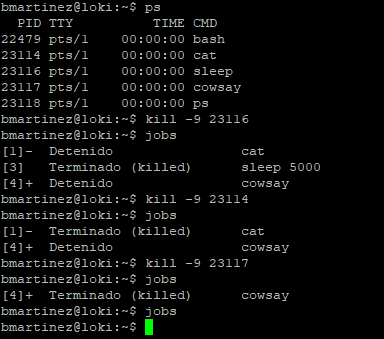 bmartinez@loki:~$ ps
  PID TTY          TIME CMD
22479 pts/1    00:00:00 bash
23114 pts/1    00:00:00 cat
23116 pts/1    00:00:00 sleep
23117 pts/1    00:00:00 cowsay
23118 pts/1    00:00:00 ps
bmartinez@loki:~$ kill -9 23116
bmartinez@loki:~$ jobs
[1]-  Detenido                cat
[3]   Terminado (killed)      sleep 5000
[4]+  Detenido                cowsay
bmartinez@loki:~$ kill -9 23114
bmartinez@loki:~$ jobs
[1]-  Terminado (killed)      cat
[4]+  Detenido                cowsay
bmartinez@loki:~$ kill -9 23117
bmartinez@loki:~$ jobs
[4]+  Terminado (killed)      cowsay
bmartinez@loki:~$ jobs
bmartinez@loki:~$